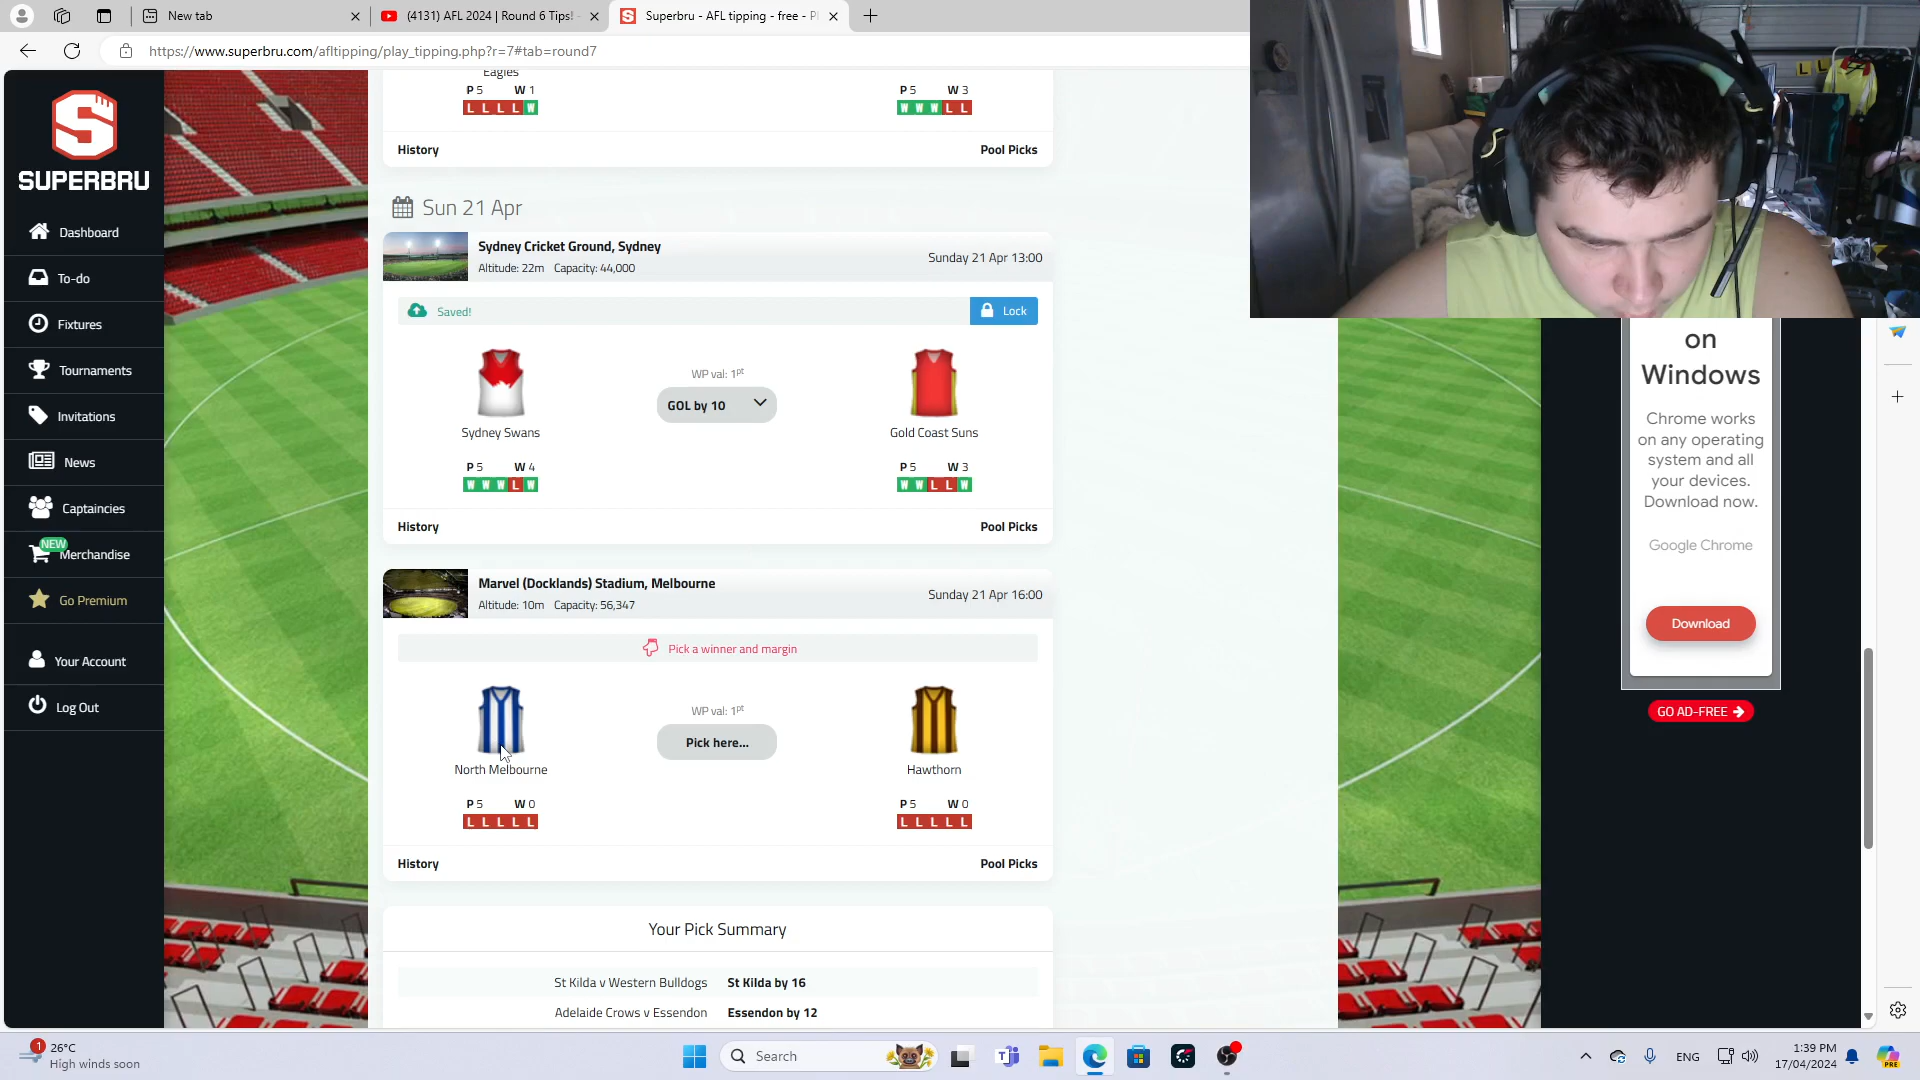 New tab
(4131) AFL 2024 | Round 6 Tips! -
Superbru - AFL tipping - free - Pl
https://www.superbru.com/afltipping/play_tipping.php?r=7#tab=round7
SUPERBRU
Dashboard
To-do
Fixtures
Tournaments
Invitations
News
Captaincies
NEW
Merchandise
Go Premium
Your Account
Log Out
Eagles
P 5 W 1
P 5 W 3
L L L L W
W W W L L
History
Pool Picks
Sun 21 Apr
Sydney Cricket Ground, Sydney
Altitude: 22m Capacity: 44,000
Sunday 21 Apr 13:00
Saved!
Lock
WP val: 1pt
GOL by 10
Sydney Swans
Gold Coast Suns
P 5 W 4
P 5 W 3
W W W L W
W W L L W
History
Pool Picks
Marvel (Docklands) Stadium, Melbourne
Altitude: 10m Capacity: 56,347
Sunday 21 Apr 16:00
Pick a winner and margin
WP val: 1pt
Pick here...
North Melbourne
Hawthorn
P 5 W 0
P 5 W 0
L L L L L
L L L L L
History
Pool Picks
Your Pick Summary
St Kilda v Western Bulldogs St Kilda by 16
Adelaide Crows v Essendon Essendon by 12
on
Windows
Chrome works
on any operating
system and all
your devices.
Download now.
Google Chrome
Download
GO AD-FREE
1
26°C
High winds soon
Search
ENG
1:39 PM
17/04/2024
PRE